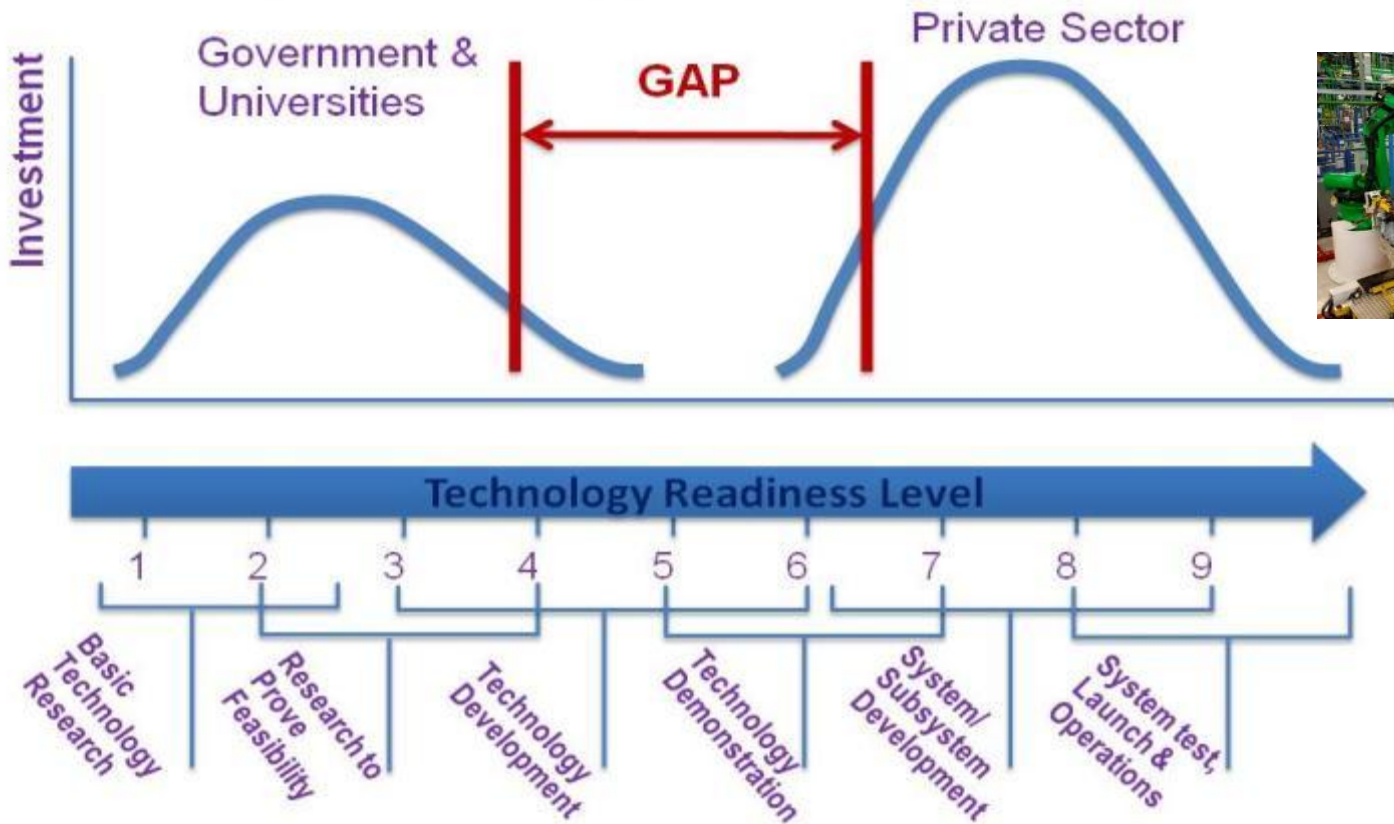 Government &
Universities
Private Sector
GAP
Investment
Technology Readiness Level
1 2 3 4 5 6 7 8 9
Basic
Technology
Research
Research to
Prove
Feasibility
Technology
Development
Technology
Demonstration
System/
Subsystem
Development
System test,
Launch &
Operations